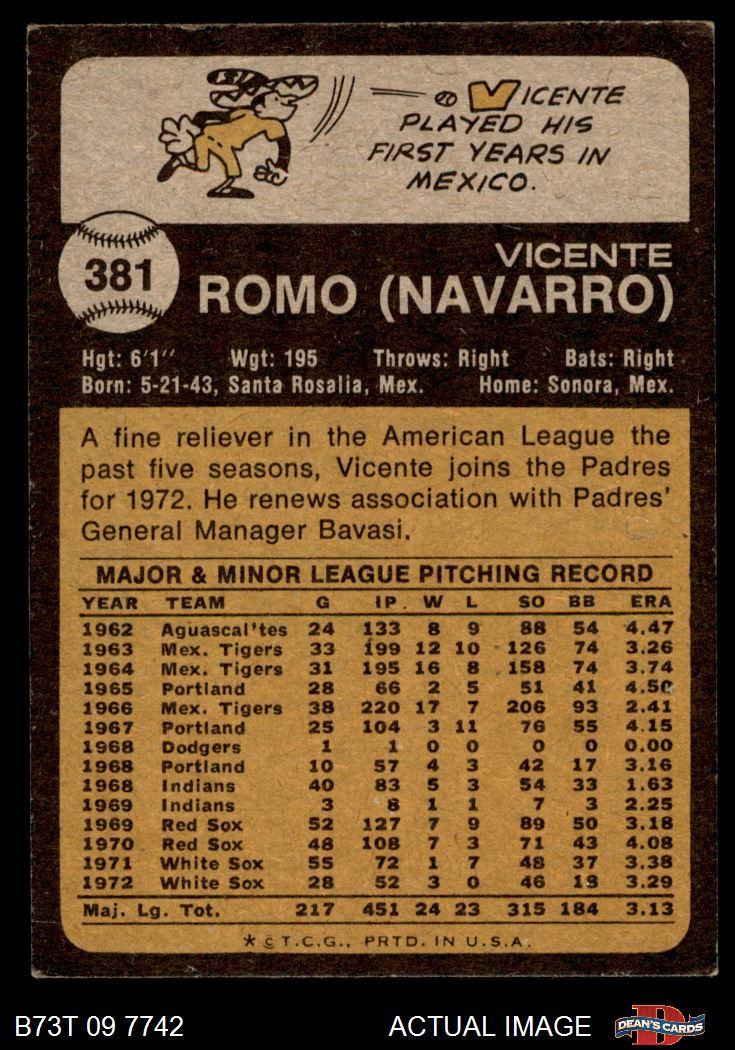 VICENTE
PLAYED HIS
FIRST YEARS IN
MEXICO.
381
VICENTE
ROMO (NAVARRO)
Hgt: 6'1" Wgt: 195 Throws: Right Bats: Right
Born: 5-21-43, Santa Rosalia, Mex. Home: Sonora, Mex.
A fine reliever in the American League the
past five seasons, Vicente joins the Padres
for 1972. He renews association with Padres'
General Manager Bavasi.
MAJOR & MINOR LEAGUE PITCHING RECORD
YEAR TEAM G IP. W L SO BB ERA
1962 Aguascal'tes 24 133 8 9 88 54 4.47
1963 Mex. Tigers 33 199 12 10 126 74 3.26
1964 Mex. Tigers 31 195 16 8 158 74 3.74
1965 Portland 28 66 2 5 51 41 4.50
1966 Mex. Tigers 38 220 17 7 206 93 2.41
1967 Portland 25 104 3 11 76 55 4.15
1968 Dodgers 1 1 0 0 0 0 0.00
1968 Portland 10 57 4 3 42 17 3.16
1968 Indians 40 83 5 3 54 33 1.63
1969 Indians 3 8 1 1 7 3 2.25
1969 Red Sox 52 127 7 9 89 50 3.18
1970 Red Sox 48 108 7 3 71 43 4.08
1971 White Sox 55 72 1 7 48 37 3.38
1972 White Sox 28 52 3 0 46 18 3.29
Maj. Lg. Tot. 217 451 24 23 315 184 3.13
* © T.C.G., PRTD. IN U.S.A.
B73T 09 7742 ACTUAL IMAGE DEAN'S CARDS